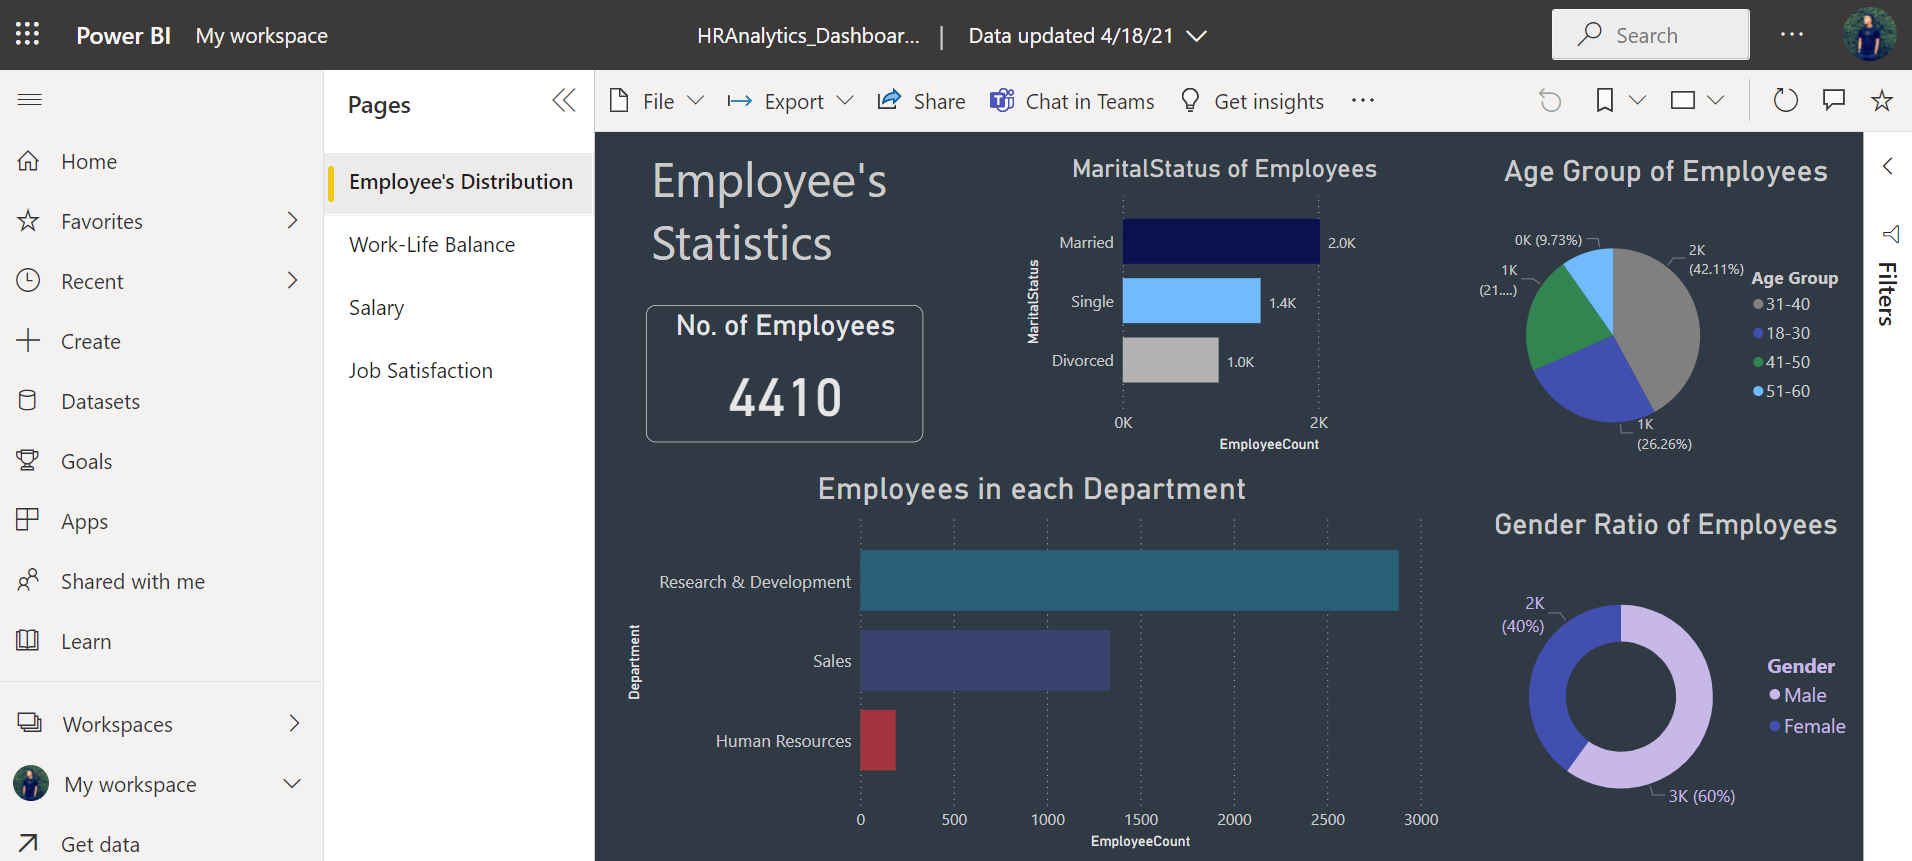 Power BI
My workspace
HRAnalytics_Dashboar... | Data updated 4/18/21
Search
Home
Favorites
Recent
Create
Datasets
Goals
Apps
Shared with me
Learn
Workspaces
My workspace
Get data
Pages
Employee's Distribution
Work-Life Balance
Salary
Job Satisfaction
File
Export
Share
Chat in Teams
Get insights
Employee's
Statistics
No. of Employees
4410
MaritalStatus of Employees
MaritalStatus
Married
2.0K
Single
1.4K
Divorced
1.0K
0K
2K
EmployeeCount
Age Group of Employees
0K (9.73%)
2K
(42.11%)
1K
(21....)
1K
(26.26%)
Age Group
31-40
18-30
41-50
51-60
Filters
Employees in each Department
Department
Research & Development
Sales
Human Resources
0 500 1000 1500 2000 2500 3000
EmployeeCount
Gender Ratio of Employees
2K
(40%)
3K (60%)
Gender
Male
Female